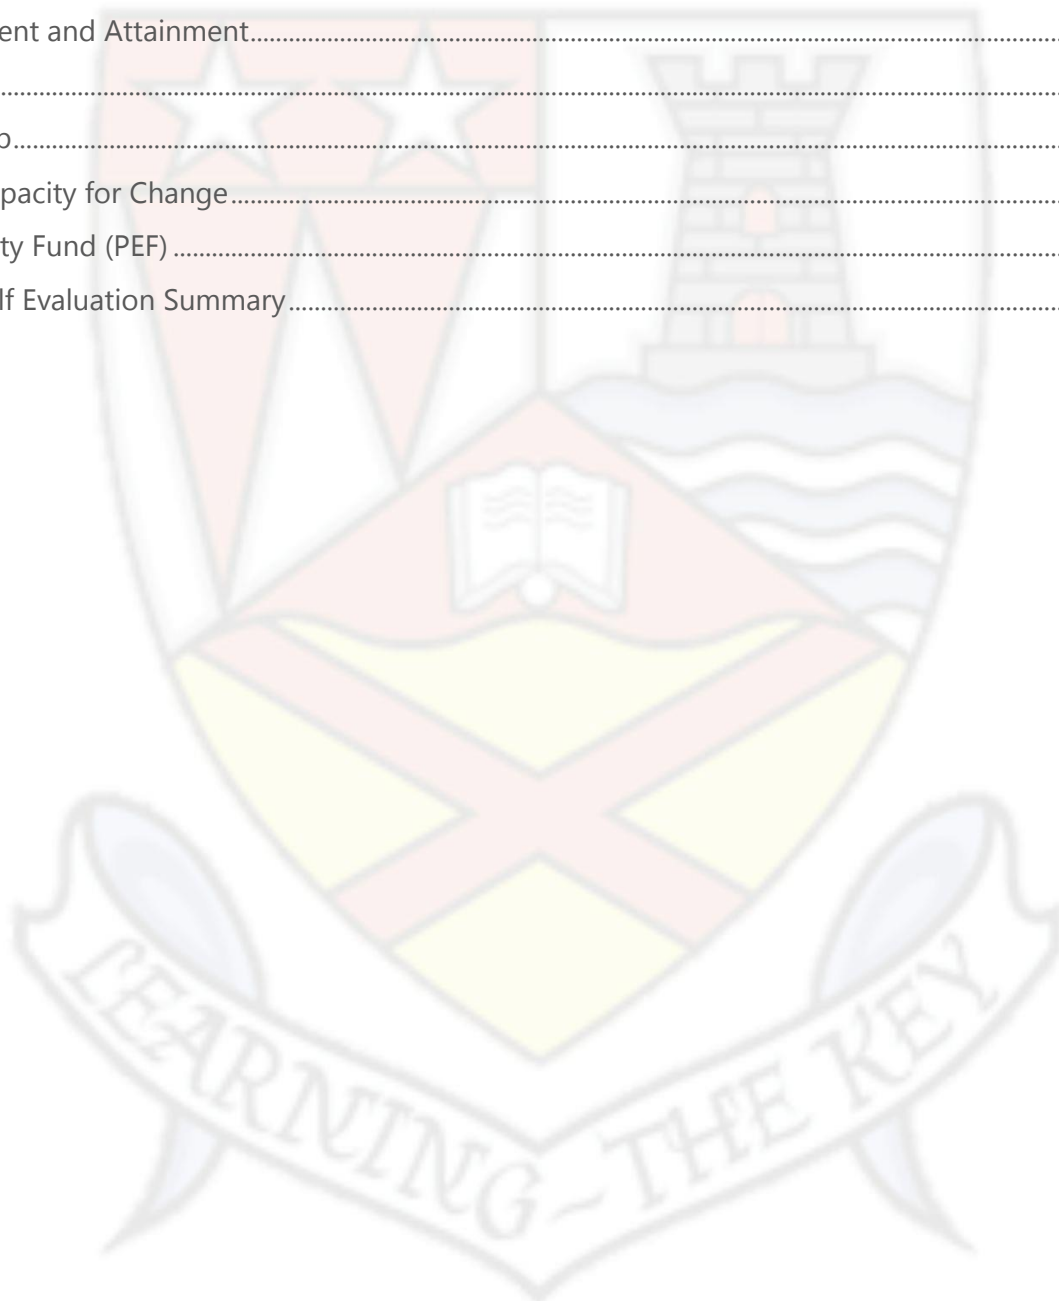 ent and Attainment
p
pacity for Change
ty Fund (PEF)
lf Evaluation Summary
LEARNING ~ THE KEY